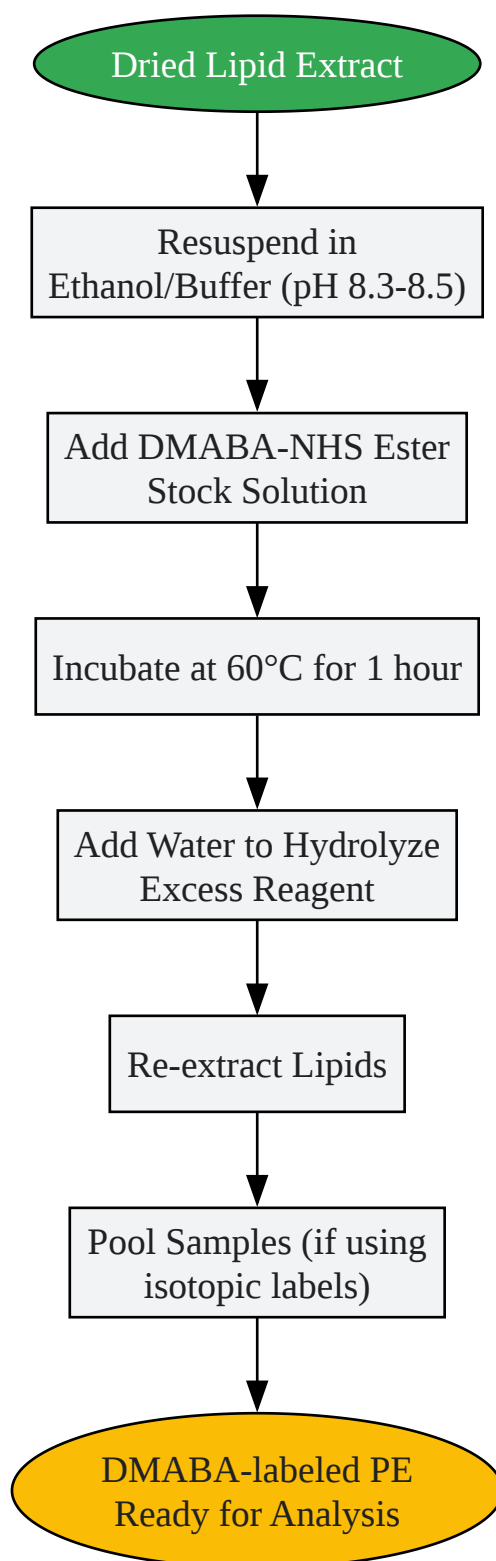 Dried Lipid Extract
Resuspend in
Ethanol/Buffer (pH 8.3-8.5)
Add DMABA-NHS Ester
Stock Solution
Incubate at 60°C for 1 hour
Add Water to Hydrolyze
Excess Reagent
Re-extract Lipids
Pool Samples (if using
isotopic labels)
DMABA-labeled PE
Ready for Analysis